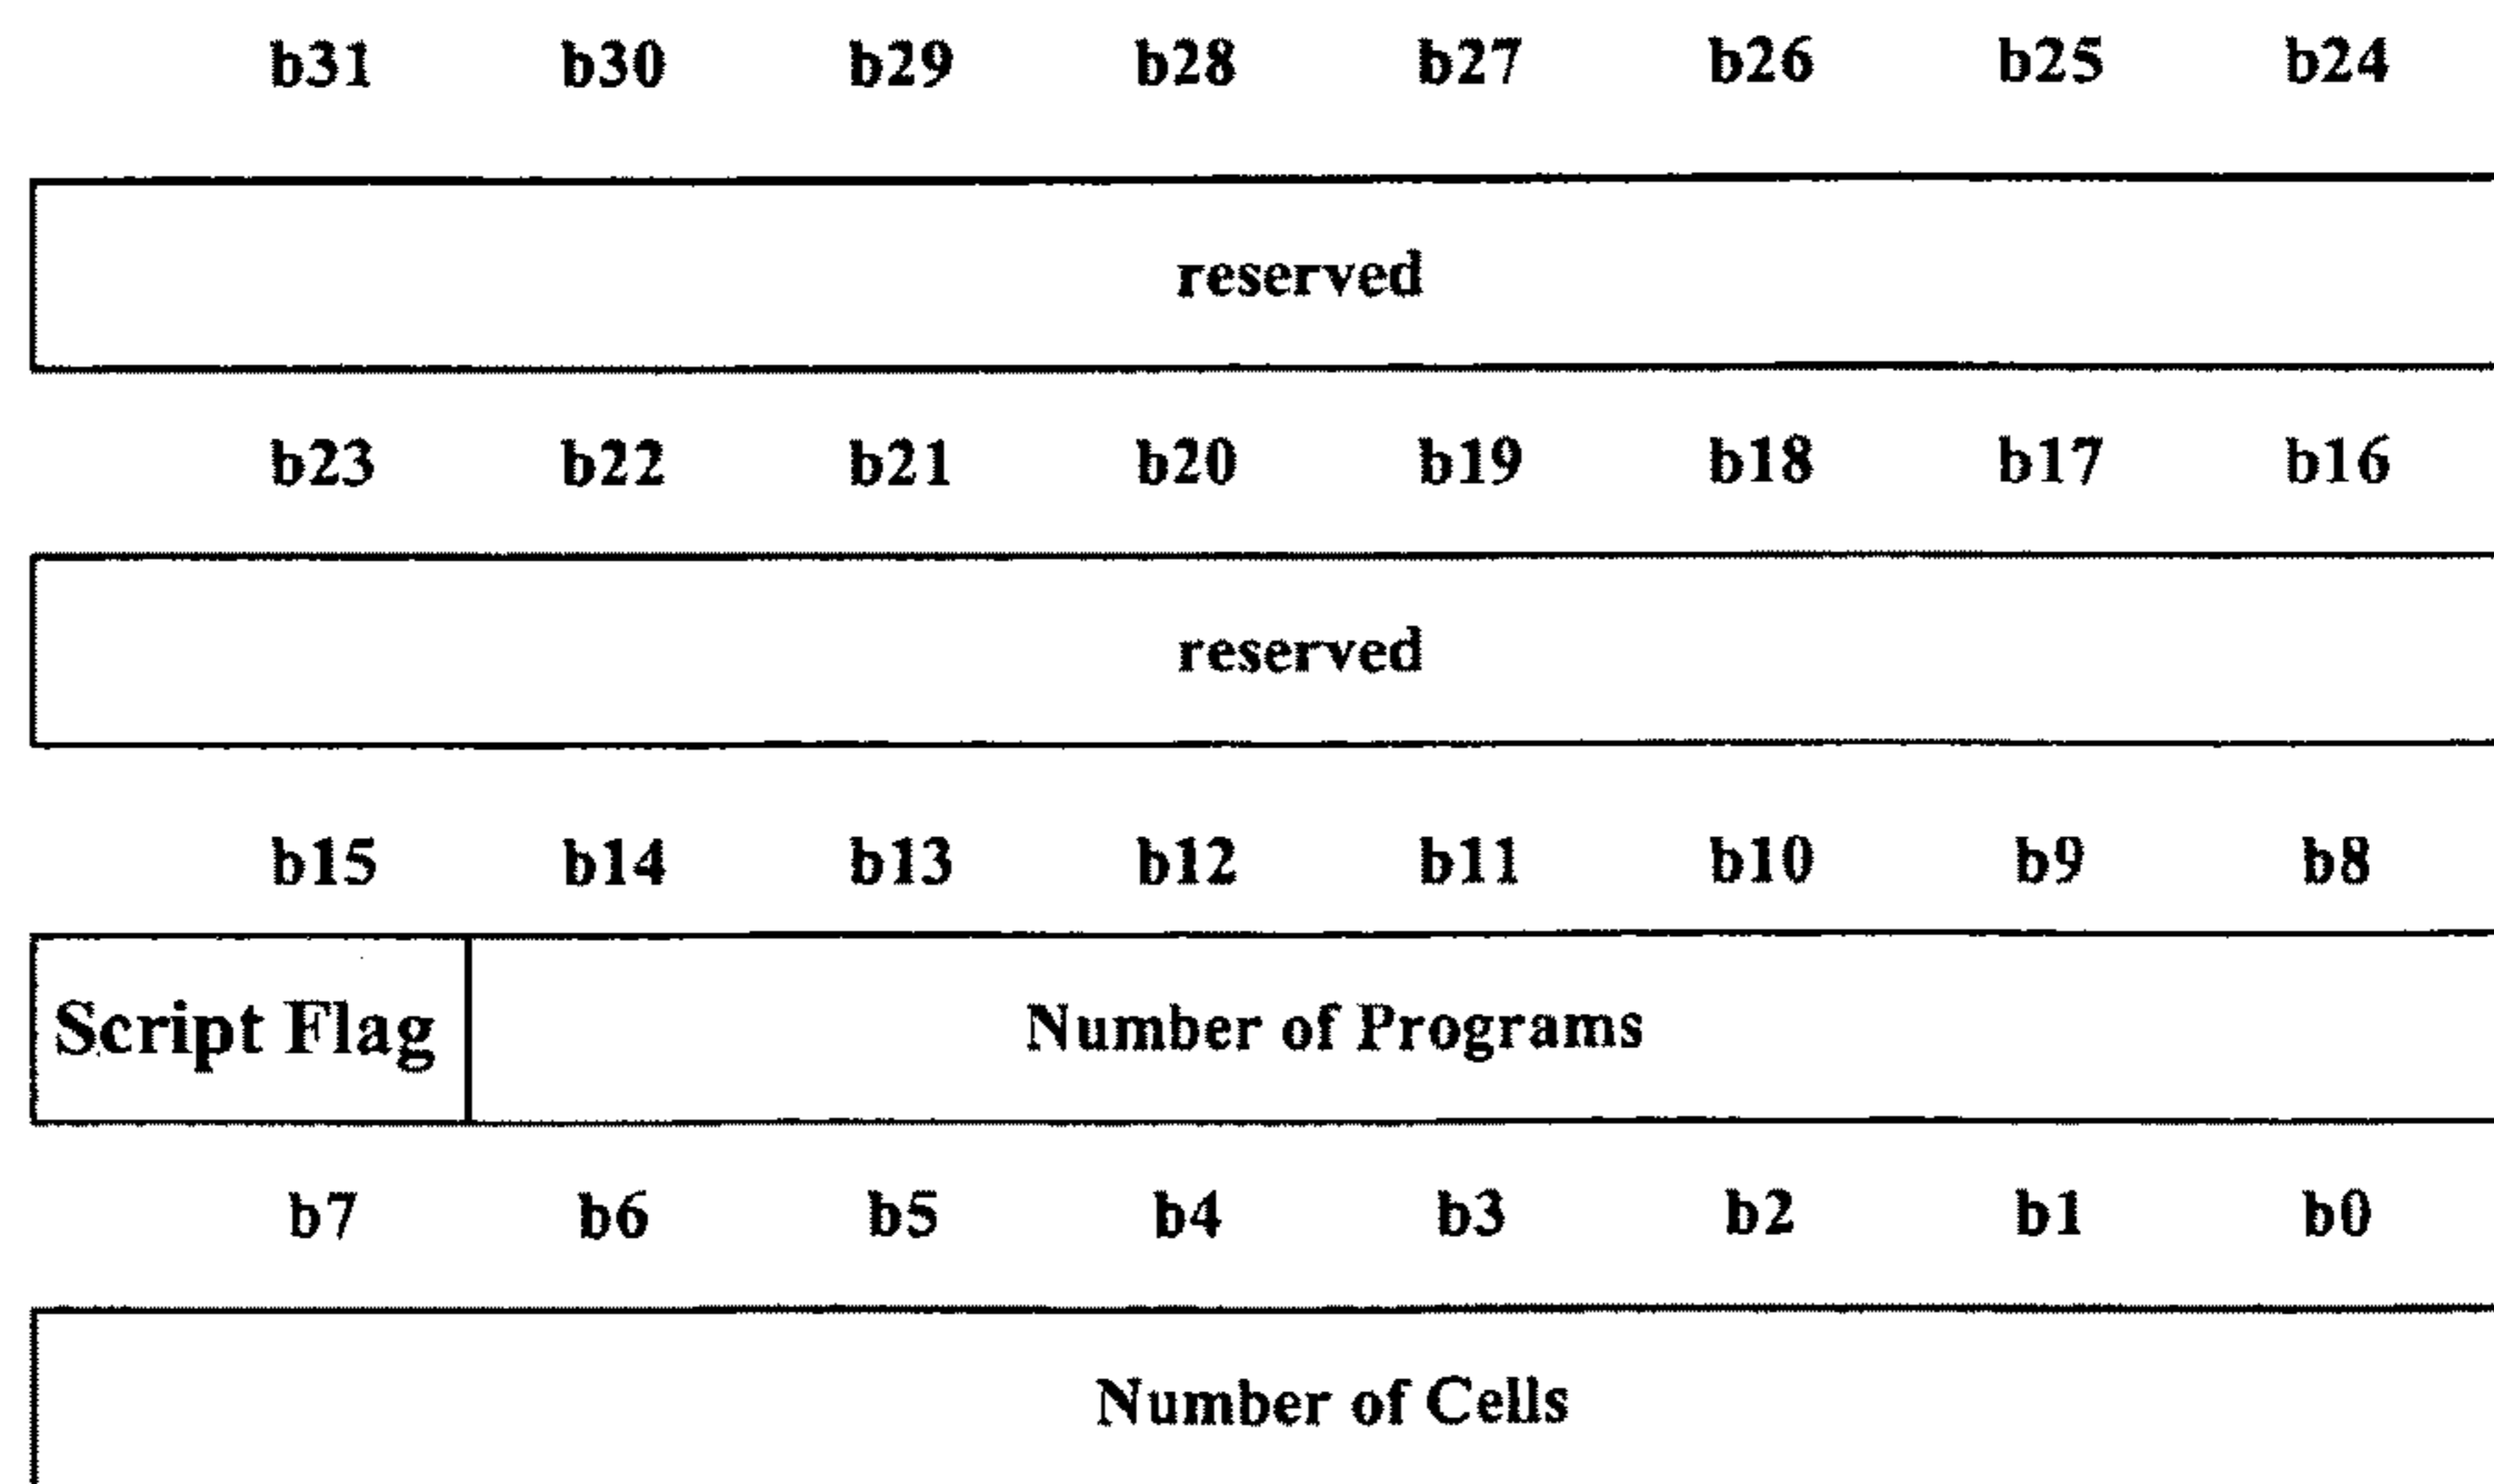 b31 b30 b29 b28 b27 b26 b25 b24
reserved
b23 b22 b21 b20 b19 b18 b17 b16
reserved
b15 b14 b13 b12 b11 b10 b9 b8
Script Flag Number of Programs
b7 b6 b5 b4 b3 b2 b1 b0
Number of Cells